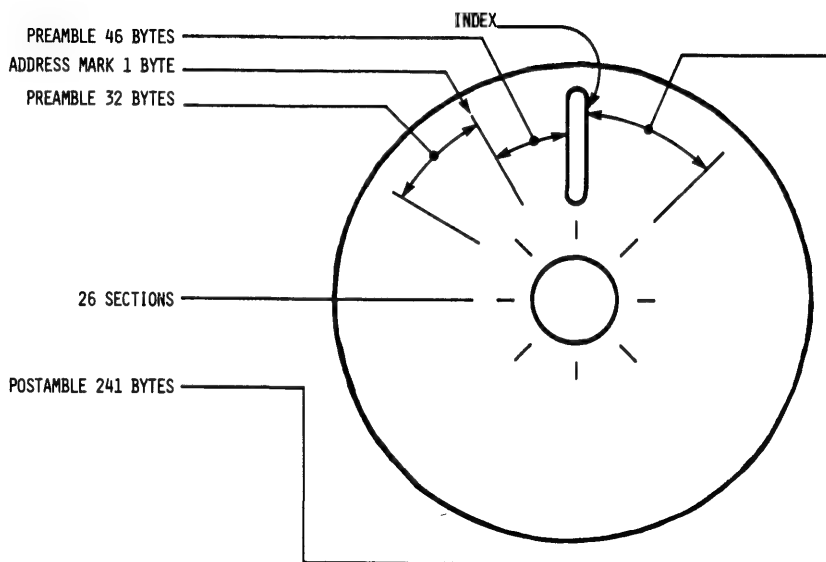 INDEX
PREAMBLE 46 BYTES
ADDRESS MARK 1 BYTE
PREAMBLE 32 BYTES
26 SECTIONS
POSTAMBLE 241 BYTES